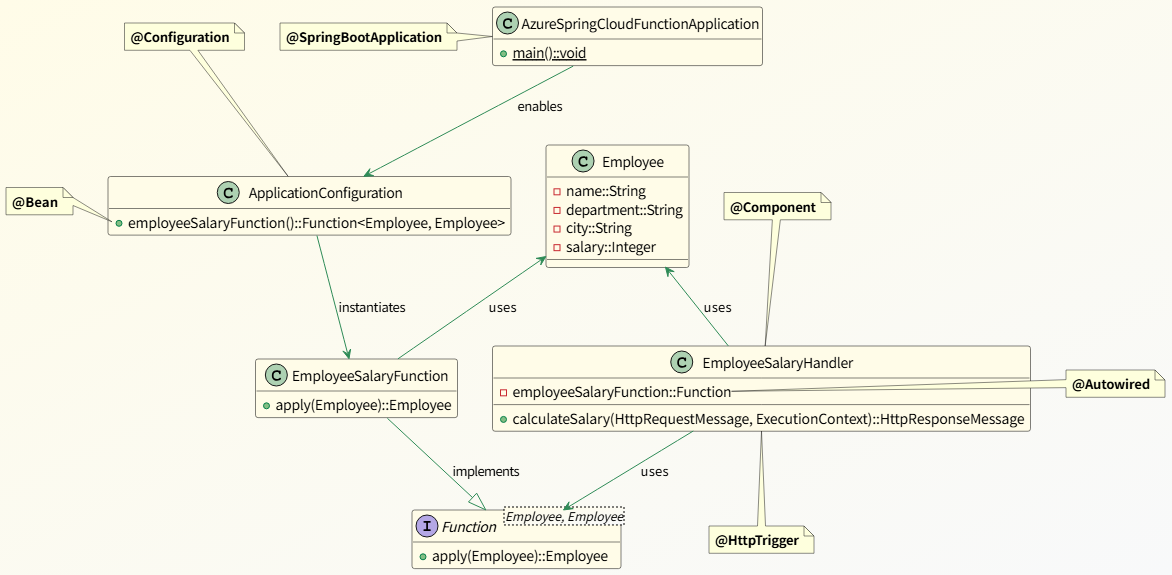 @Configuration
@SpringBootApplication
C AzureSpringCloudFunctionApplication
main()::void
enables
C Employee
name::String
department::String
city::String
salary::Integer
@Bean
C ApplicationConfiguration
employeeSalaryFunction()::Function<Employee, Employee>
@Component
instantiates
uses
uses
C EmployeeSalaryFunction
apply(Employee)::Employee
C EmployeeSalaryHandler
employeeSalaryFunction::Function
calculateSalary(HttpRequestMessage, ExecutionContext)::HttpResponseMessage
@Autowired
implements
uses
I Function
Employee, Employee
apply(Employee)::Employee
@HttpTrigger